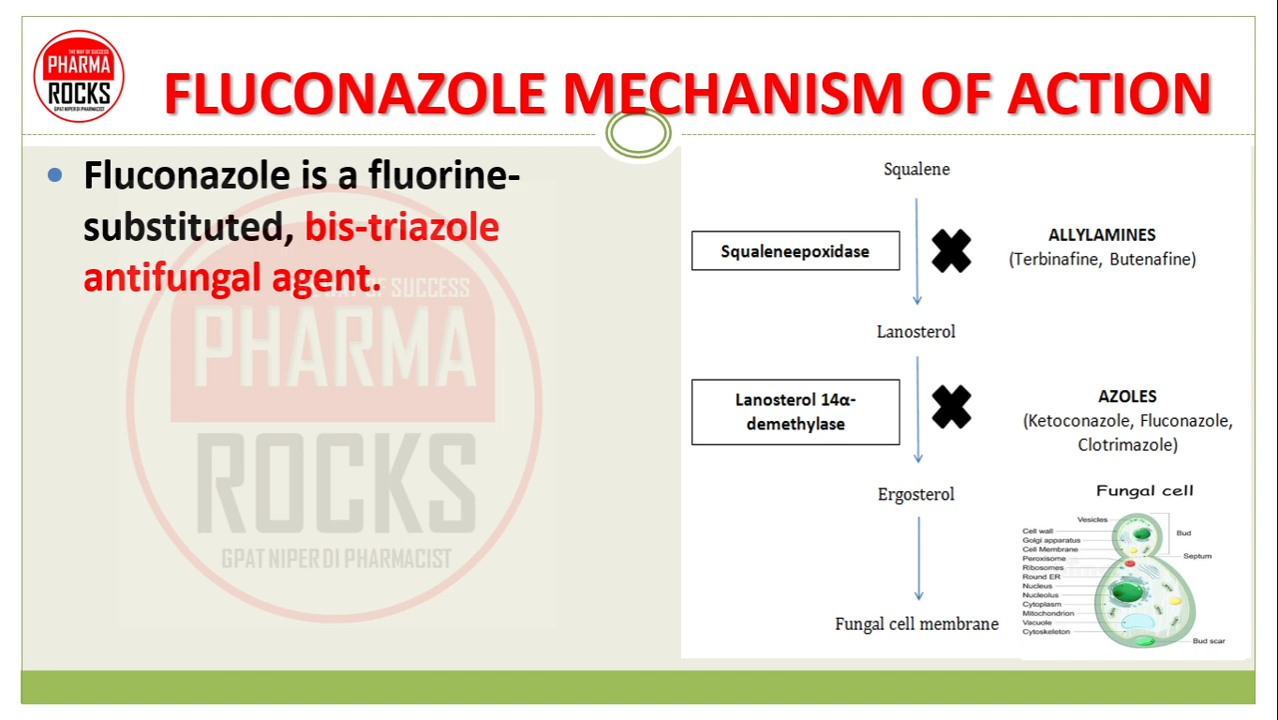 THE WAY OF SUCCESS
PHARMA
ROCKS
GPAT NIPER DI PHARMACIST
FLUCONAZOLE MECHANISM OF ACTION
• Fluconazole is a fluorine-
substituted, bis-triazole
antifungal agent.
WAY OF SUCCESS
PHARMA
ROCKS
GPAT NIPER DI PHARMACIST
Squalene
Squaleneepoxidase
ALLYLAMINES
(Terbinafine, Butenafine)
Lanosterol
Lanosterol 14α-
demethylase
AZOLES
(Ketoconazole, Fluconazole,
Clotrimazole)
Ergosterol
Fungal cell membrane
Fungal cell
Vesicles
Bud
Cell wall
Golgi apparatus
Cell Membrane
Septum
Peroxisome
Ribosomes
Round ER
Nucleus
Nucleolus
Cytoplasm
Mitochondrion
Vacuole
Cytoskeleton
Bud scar